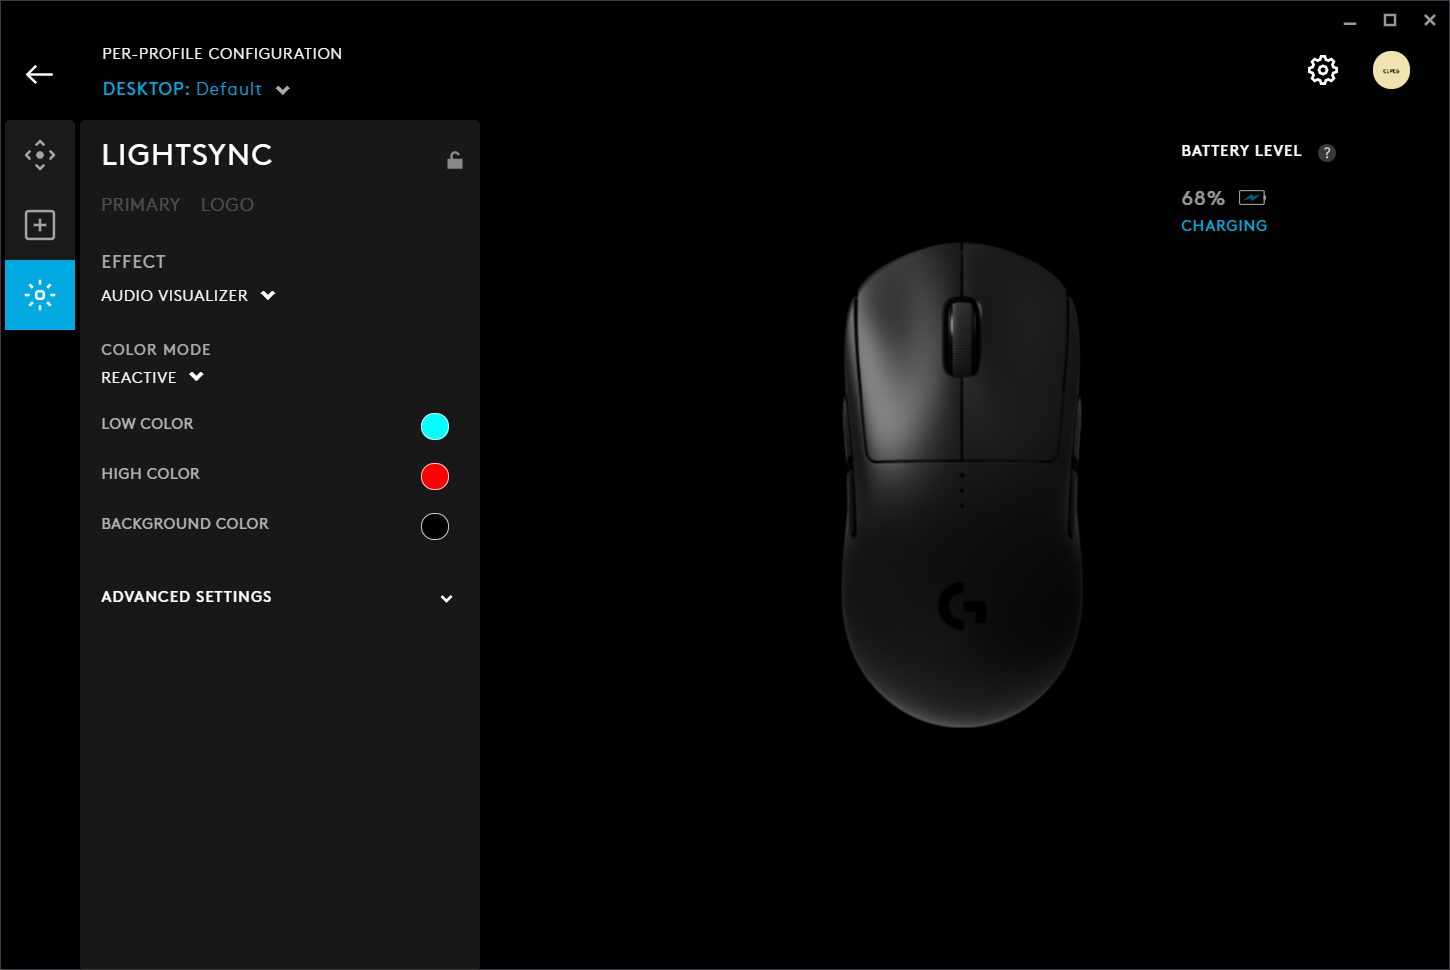 PER-PROFILE CONFIGURATION
DESKTOP: Default
LIGHTSYNC
PRIMARY LOGO
EFFECT
AUDIO VISUALIZER
COLOR MODE
REACTIVE
LOW COLOR
HIGH COLOR
BACKGROUND COLOR
ADVANCED SETTINGS
BATTERY LEVEL ?
68%
CHARGING